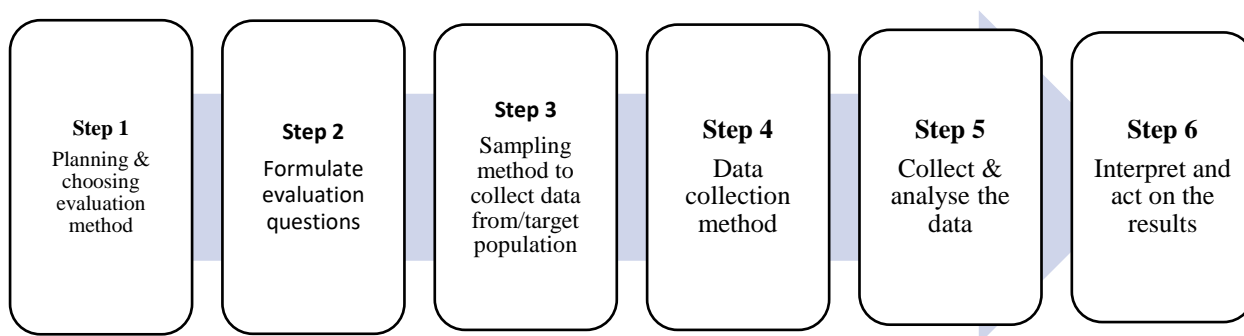 Step 1
Planning &
choosing
evaluation
method
Step 2
Formulate
evaluation
questions
Step 3
Sampling
method to
collect data
from/target
population
Step 4
Data
collection
method
Step 5
Collect &
analyse the
data
Step 6
Interpret and
act on the
results